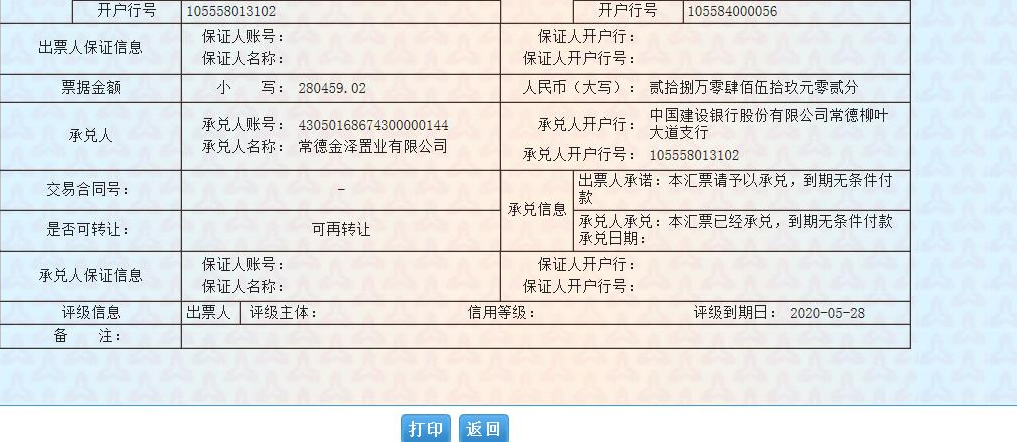 开户行号 105558013102 开户行号 105584000056
出票人保证信息 保证人账号： 保证人开户行：
保证人名称： 保证人开户行号：
票据金额 小 写： 280459.02 人民币（大写）： 贰拾捌万零肆佰伍拾玖元零贰分
承兑人 承兑人账号： 43050168674300000144 承兑人开户行： 中国建设银行股份有限公司常德柳叶
大道支行
承兑人名称： 常德金泽置业有限公司 承兑人开户行号： 105558013102
交易合同号： - 承兑信息 出票人承诺：本汇票请予以承兑，到期无条件付
款
是否可转让： 可再转让 承兑人承兑：本汇票已经承兑，到期无条件付款
承兑日期：
承兑人保证信息 保证人账号： 保证人开户行：
保证人名称： 保证人开户行号：
评级信息 出票人 评级主体： 信用等级： 评级到期日： 2020-05-28
备 注：
打印 返回